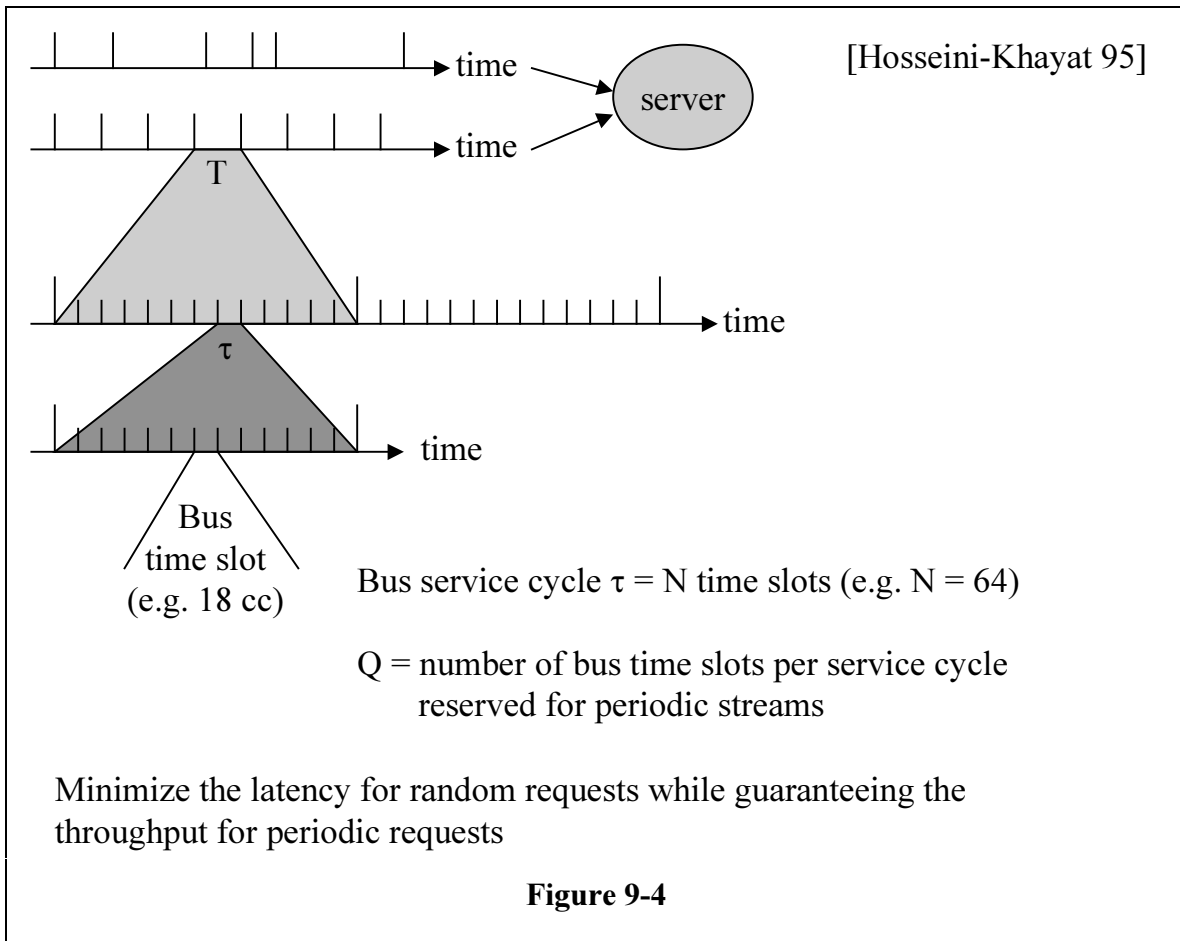 time
[Hosseini-Khayat 95]
server
time
T
time
τ
time
Bus
time slot
(e.g. 18 cc)
Bus service cycle τ = N time slots (e.g. N = 64)
Q = number of bus time slots per service cycle
reserved for periodic streams
Minimize the latency for random requests while guaranteeing the
throughput for periodic requests
Figure 9-4